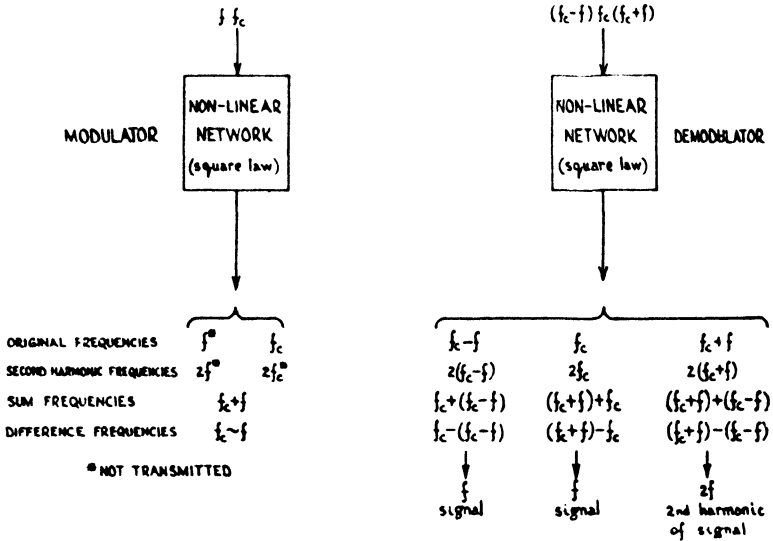 f fc
(fc-f) fc (fc+f)
MODULATOR
NON-LINEAR
NETWORK
(square law)
NON-LINEAR
NETWORK
(square law)
DEMODULATOR
ORIGINAL FREQUENCIES f* fc fc-f fc fc+f
SECOND HARMONIC FREQUENCIES 2f* 2fc* 2(fc-f) 2fc 2(fc+f)
SUM FREQUENCIES fc+f fc+(fc-f) (fc+f)+fc (fc+f)+(fc-f)
DIFFERENCE FREQUENCIES fc~f fc-(fc-f) (fc+f)-fc (fc+f)-(fc-f)
*NOT TRANSMITTED
f
signal
f
signal
2f
2nd harmonic
of signal